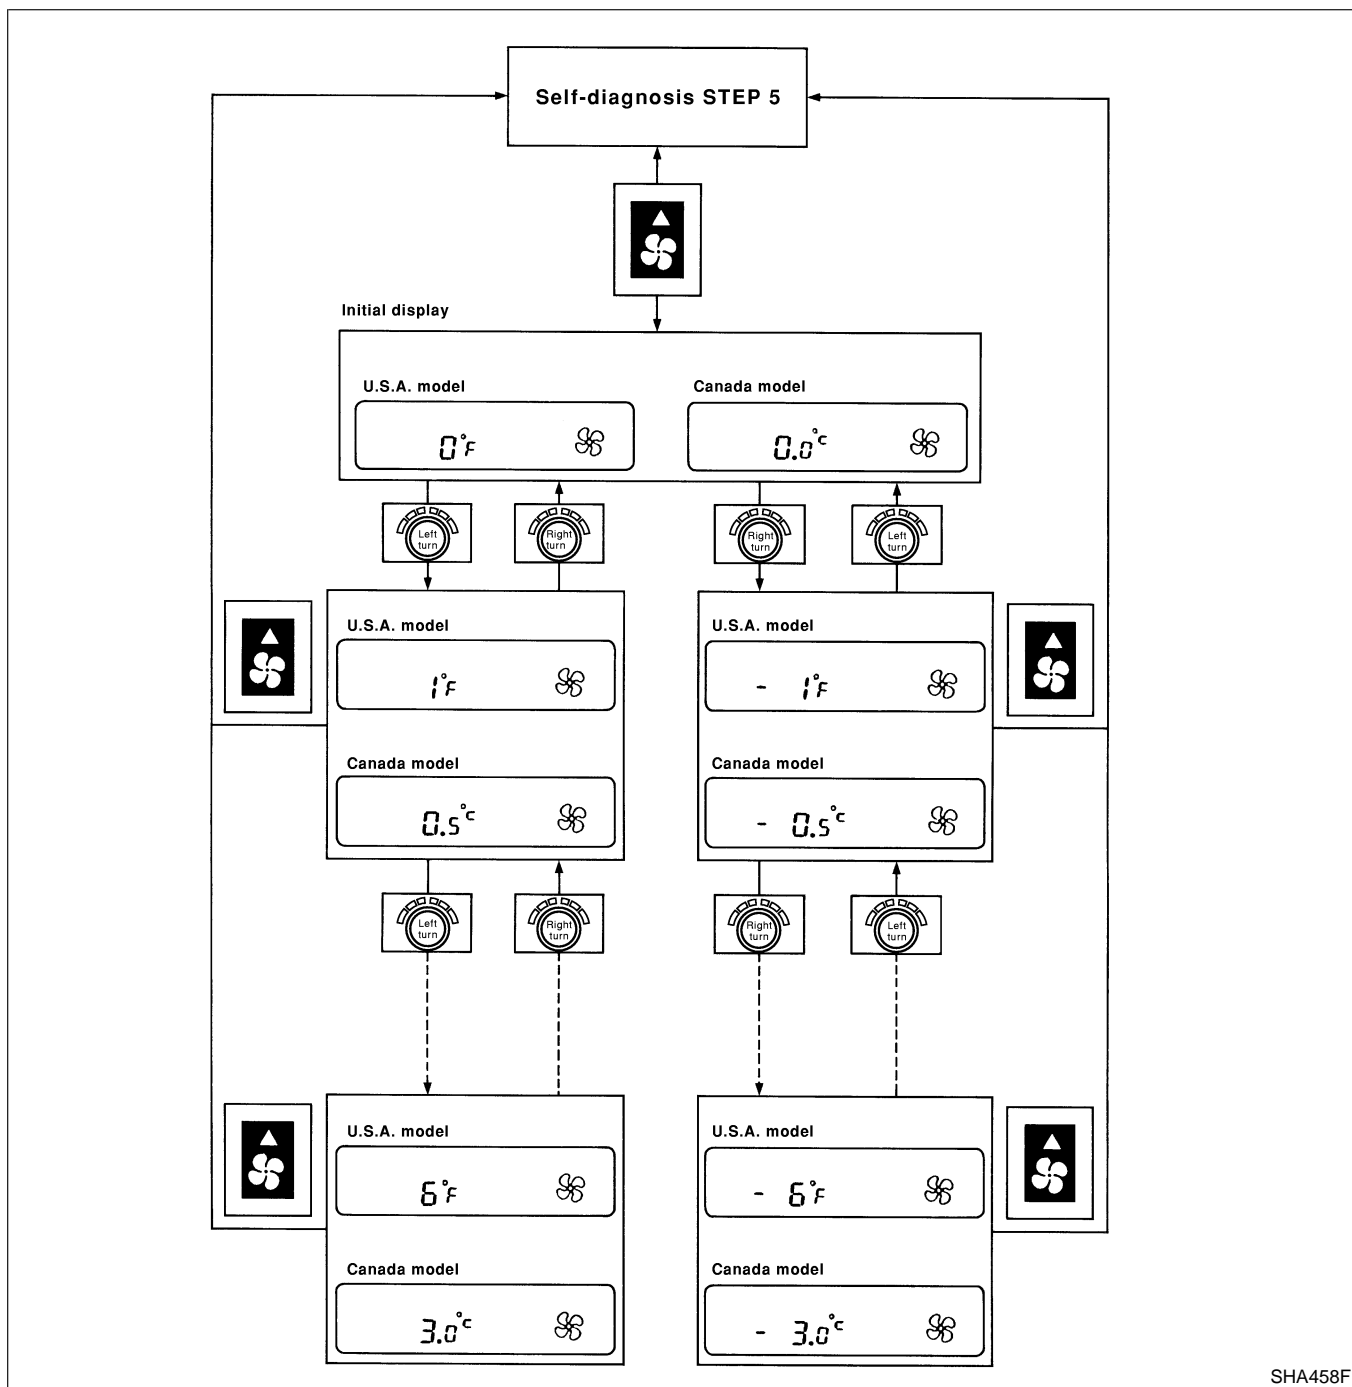 Self-diagnosis STEP 5
Initial display
U.S.A. model
Canada model
0°F
0.0°C
Left
turn
Right
turn
Right
turn
Left
turn
U.S.A. model
1°F
Canada model
0.5°C
U.S.A. model
- 1°F
Canada model
- 0.5°C
Left
turn
Right
turn
Right
turn
Left
turn
U.S.A. model
6°F
Canada model
3.0°C
U.S.A. model
- 6°F
Canada model
- 3.0°C
SHA458F